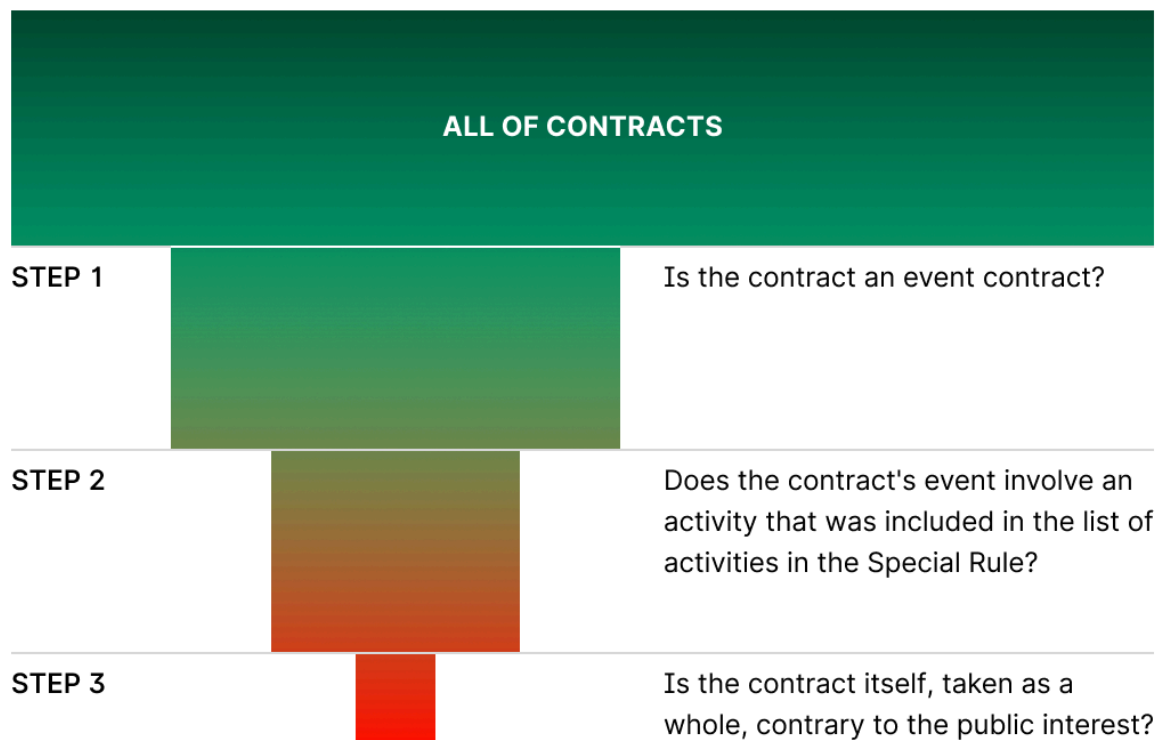 ALL OF CONTRACTS
STEP 1
Is the contract an event contract?
STEP 2
Does the contract's event involve an
activity that was included in the list of
activities in the Special Rule?
STEP 3
Is the contract itself, taken as a
whole, contrary to the public interest?